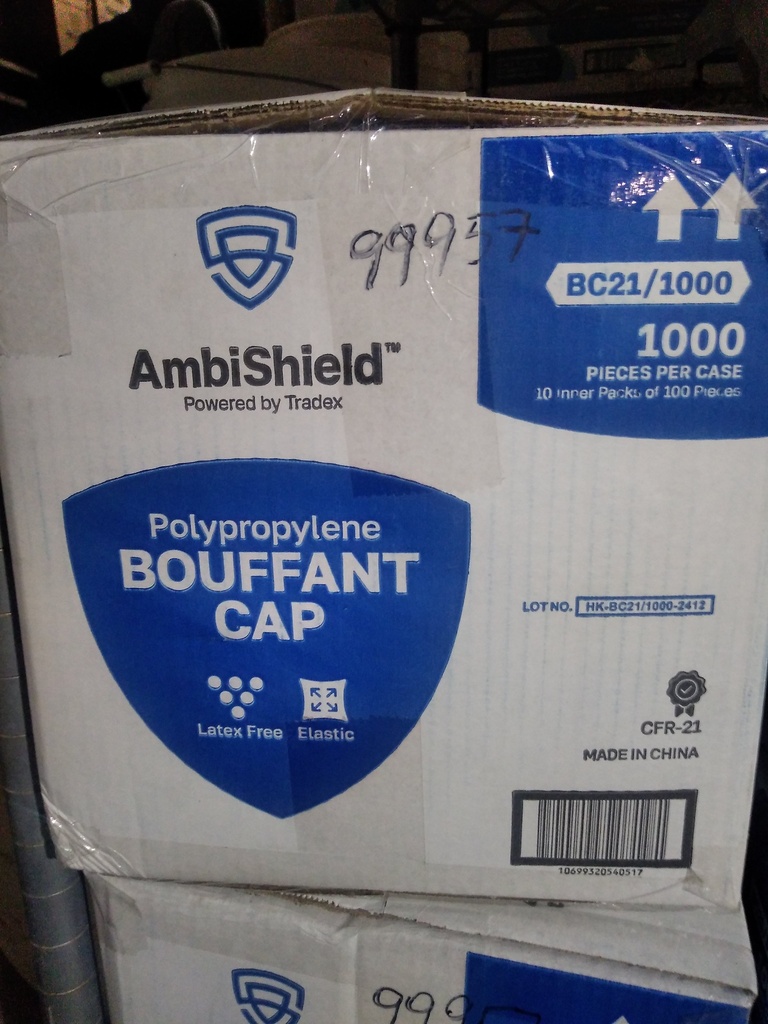 99957
AmbiShield™
Powered by Tradex
BC21/1000
1000
PIECES PER CASE
10 Inner Packs of 100 Pieces
Polypropylene
BOUFFANT
CAP
Latex Free Elastic
LOT NO. HK-BC21/1000-2412
CFR-21
MADE IN CHINA
10699320540517
9995